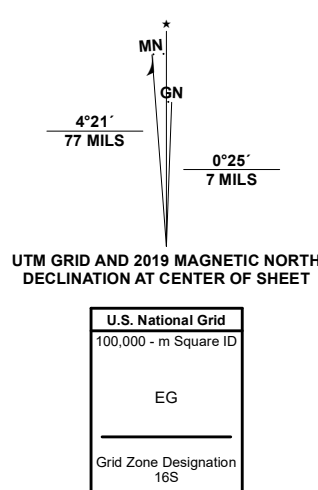 MN
GN
4°21´
77 MILS
0°25´
7 MILS
UTM GRID AND 2019 MAGNETIC NORTH
DECLINATION AT CENTER OF SHEET
U.S. National Grid
100,000 - m Square ID
EG
Grid Zone Designation
16S